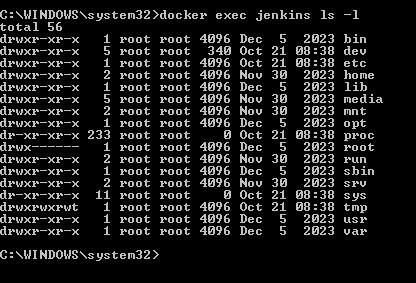 C:\WINDOWS\system32>docker exec jenkins ls -l
total 56
drwxr-xr-x   1 root root 4096 Dec  5  2023 bin
drwxr-xr-x   5 root root  340 Oct 21 08:38 dev
drwxr-xr-x   1 root root 4096 Oct 21 08:38 etc
drwxr-xr-x   2 root root 4096 Nov 30  2023 home
drwxr-xr-x   1 root root 4096 Dec  5  2023 lib
drwxr-xr-x   5 root root 4096 Nov 30  2023 media
drwxr-xr-x   2 root root 4096 Nov 30  2023 mnt
drwxr-xr-x   1 root root 4096 Dec  5  2023 opt
dr-xr-xr-x 233 root root    0 Oct 21 08:38 proc
drwx------   1 root root 4096 Dec  5  2023 root
drwxr-xr-x   2 root root 4096 Nov 30  2023 run
drwxr-xr-x   1 root root 4096 Dec  5  2023 sbin
drwxr-xr-x   2 root root 4096 Nov 30  2023 srv
dr-xr-xr-x  11 root root    0 Oct 21 08:38 sys
drwxrwxrwt   1 root root 4096 Oct 21 08:38 tmp
drwxr-xr-x   1 root root 4096 Dec  5  2023 usr
drwxr-xr-x   1 root root 4096 Dec  5  2023 var
C:\WINDOWS\system32>